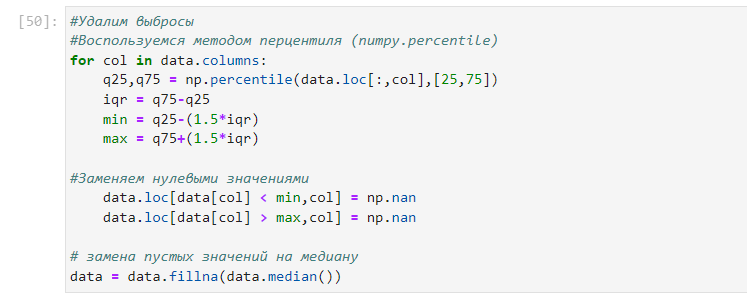 [50]: #Удалим выбросы
#Воспользуемся методом перцентиля (numpy.percentile)
for col in data.columns:
    q25,q75 = np.percentile(data.loc[:,col],[25,75])
    iqr = q75-q25
    min = q25-(1.5*iqr)
    max = q75+(1.5*iqr)
#Заменяем нулевыми значениями
    data.loc[data[col] < min,col] = np.nan
    data.loc[data[col] > max,col] = np.nan
# замена пустых значений на медиану
data = data.fillna(data.median())